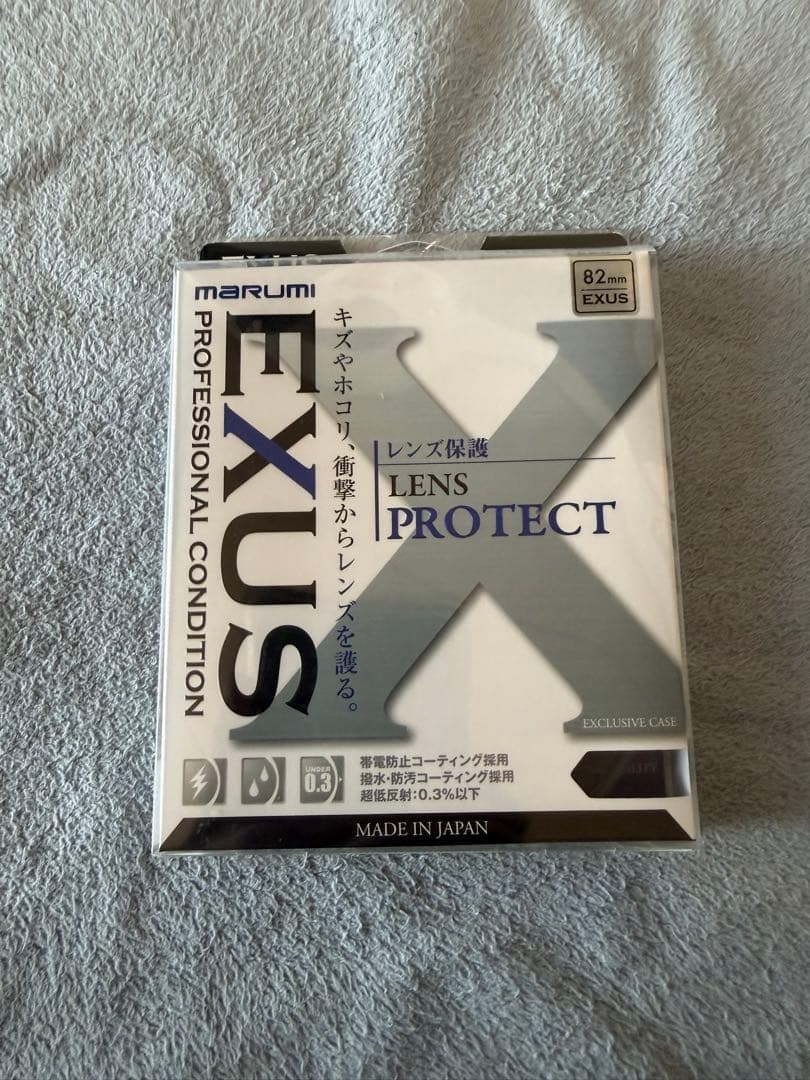 marumi
EXUS
PROFESSIONAL CONDITION
キズやホコリ、衝撃からレンズを護る。
82mm
EXUS
レンズ保護
LENS
PROTECT
EXCLUSIVE CASE
UNDER
0.3
帯電防止コーティング採用
撥水・防汚コーティング採用
超低反射:0.3%以下
MADE IN JAPAN